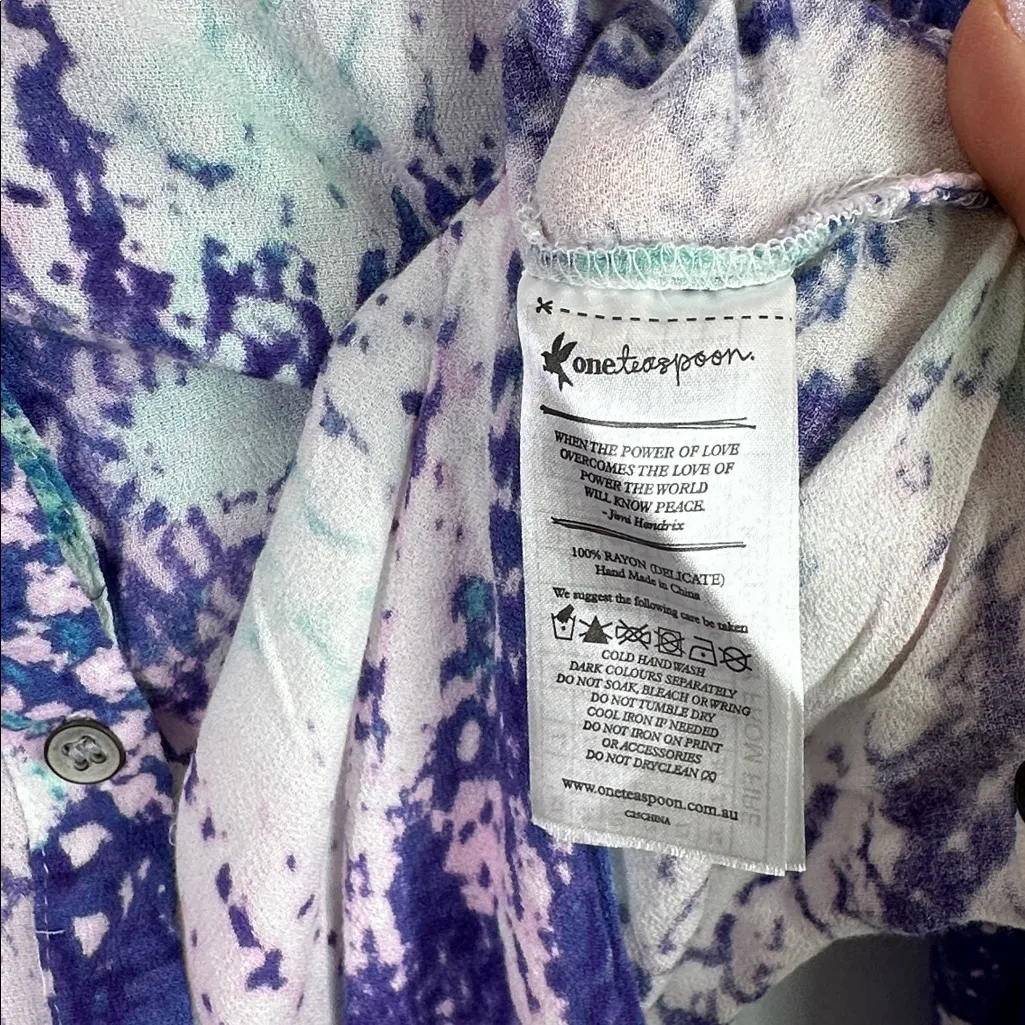 oneteaspoon.
WHEN THE POWER OF LOVE
OVERCOMES THE LOVE OF
POWER THE WORLD
WILL KNOW PEACE.
-Jimi Hendrix
100% RAYON (DELICATE)
Hand Made in China
We suggest the following care be taken
COLD HAND WASH
DARK COLOURS SEPARATELY
DO NOT SOAK, BLEACH OR WRING
DO NOT TUMBLE DRY
COOL IRON IF NEEDED
DO NOT IRON ON PRINT
OR ACCESSORIES
DO NOT DRYCLEAN (X)
www.oneteaspoon.com.au
FROM FIRE